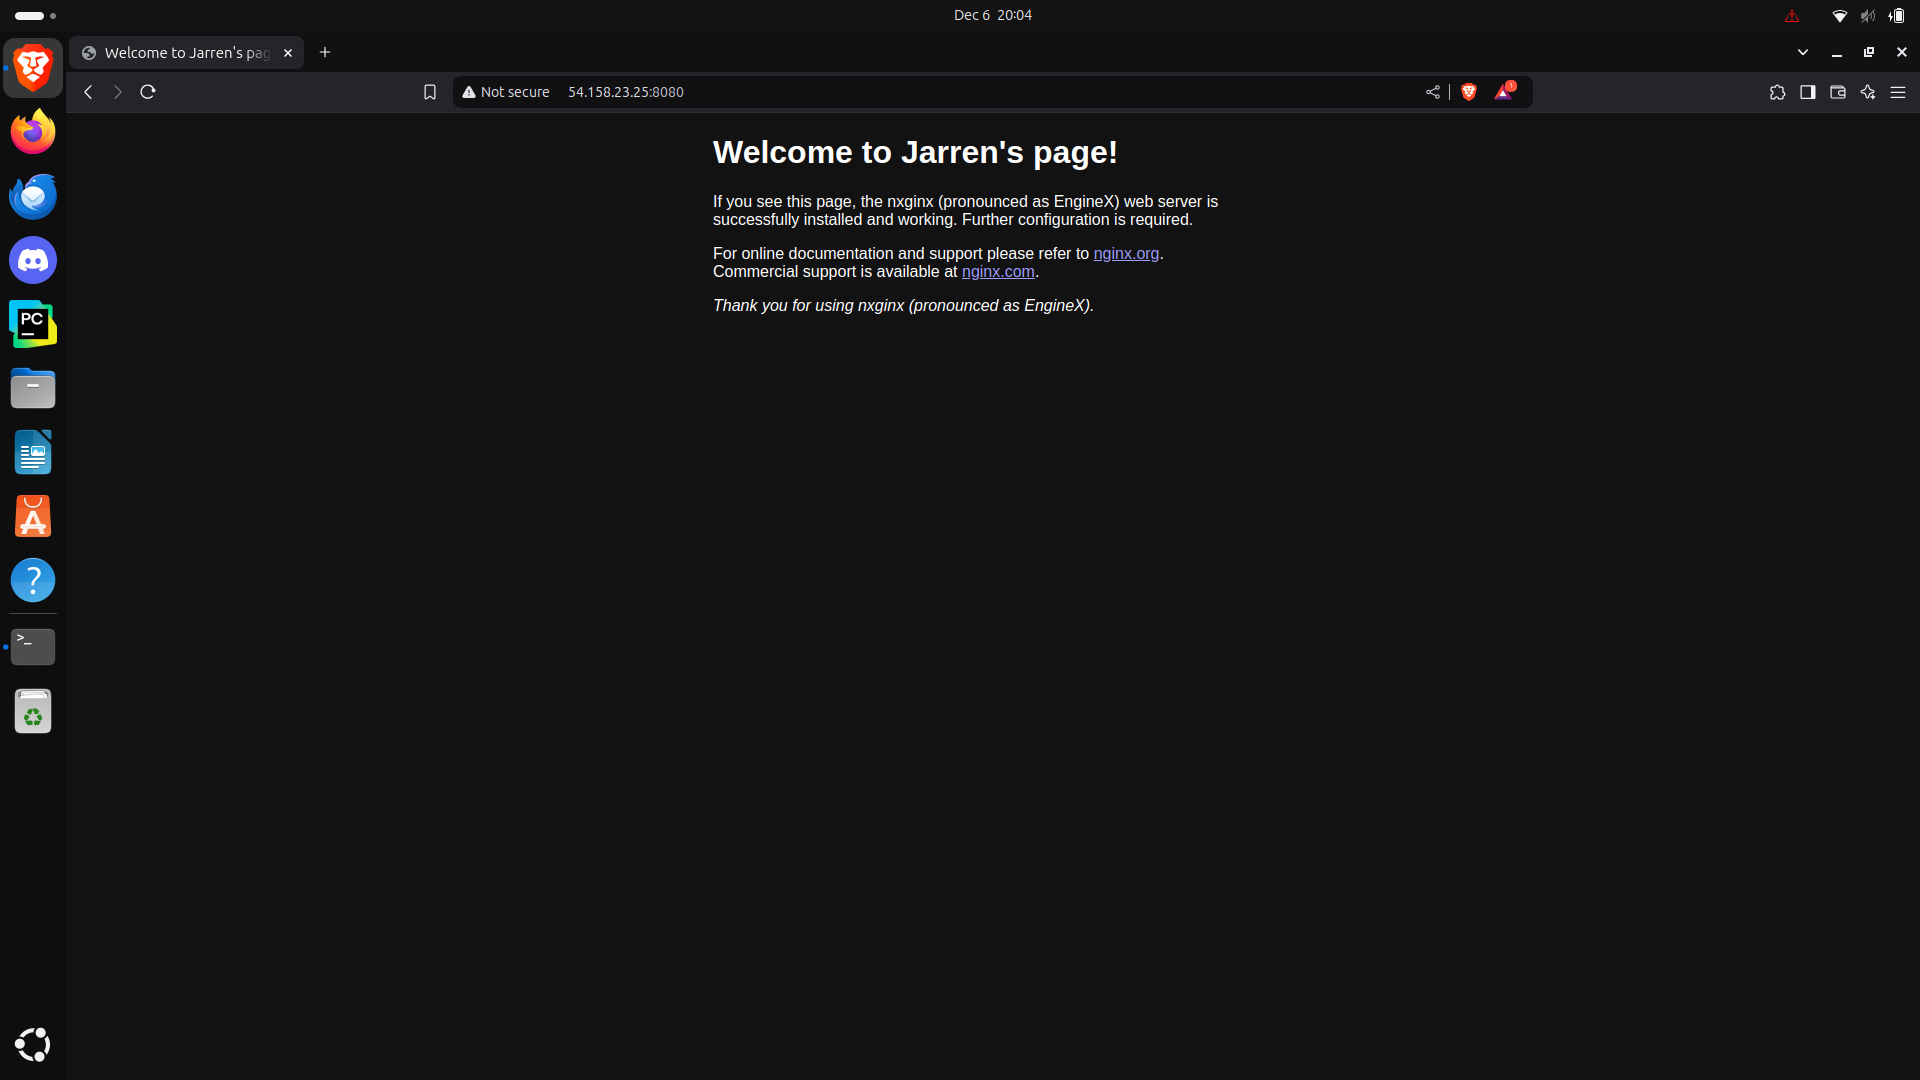 Dec 6 20:04
Welcome to Jarren's pag
Not secure 54.158.23.25:8080
1
Welcome to Jarren's page!
If you see this page, the nxginx (pronounced as EngineX) web server is
successfully installed and working. Further configuration is required.
For online documentation and support please refer to nginx.org.
Commercial support is available at nginx.com.
Thank you for using nxginx (pronounced as EngineX).
PC
>_